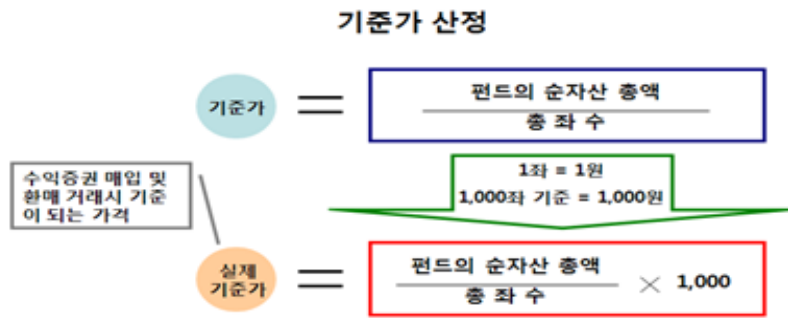 기준가 산정
기준가
=
펀드의 순자산 총액
총 좌 수
수익증권 매입 및
환매 거래시 기준
이 되는 가격
1좌 = 1원
1,000좌 기준 = 1,000원
실제
기준가
=
펀드의 순자산 총액
총 좌 수
× 1,000